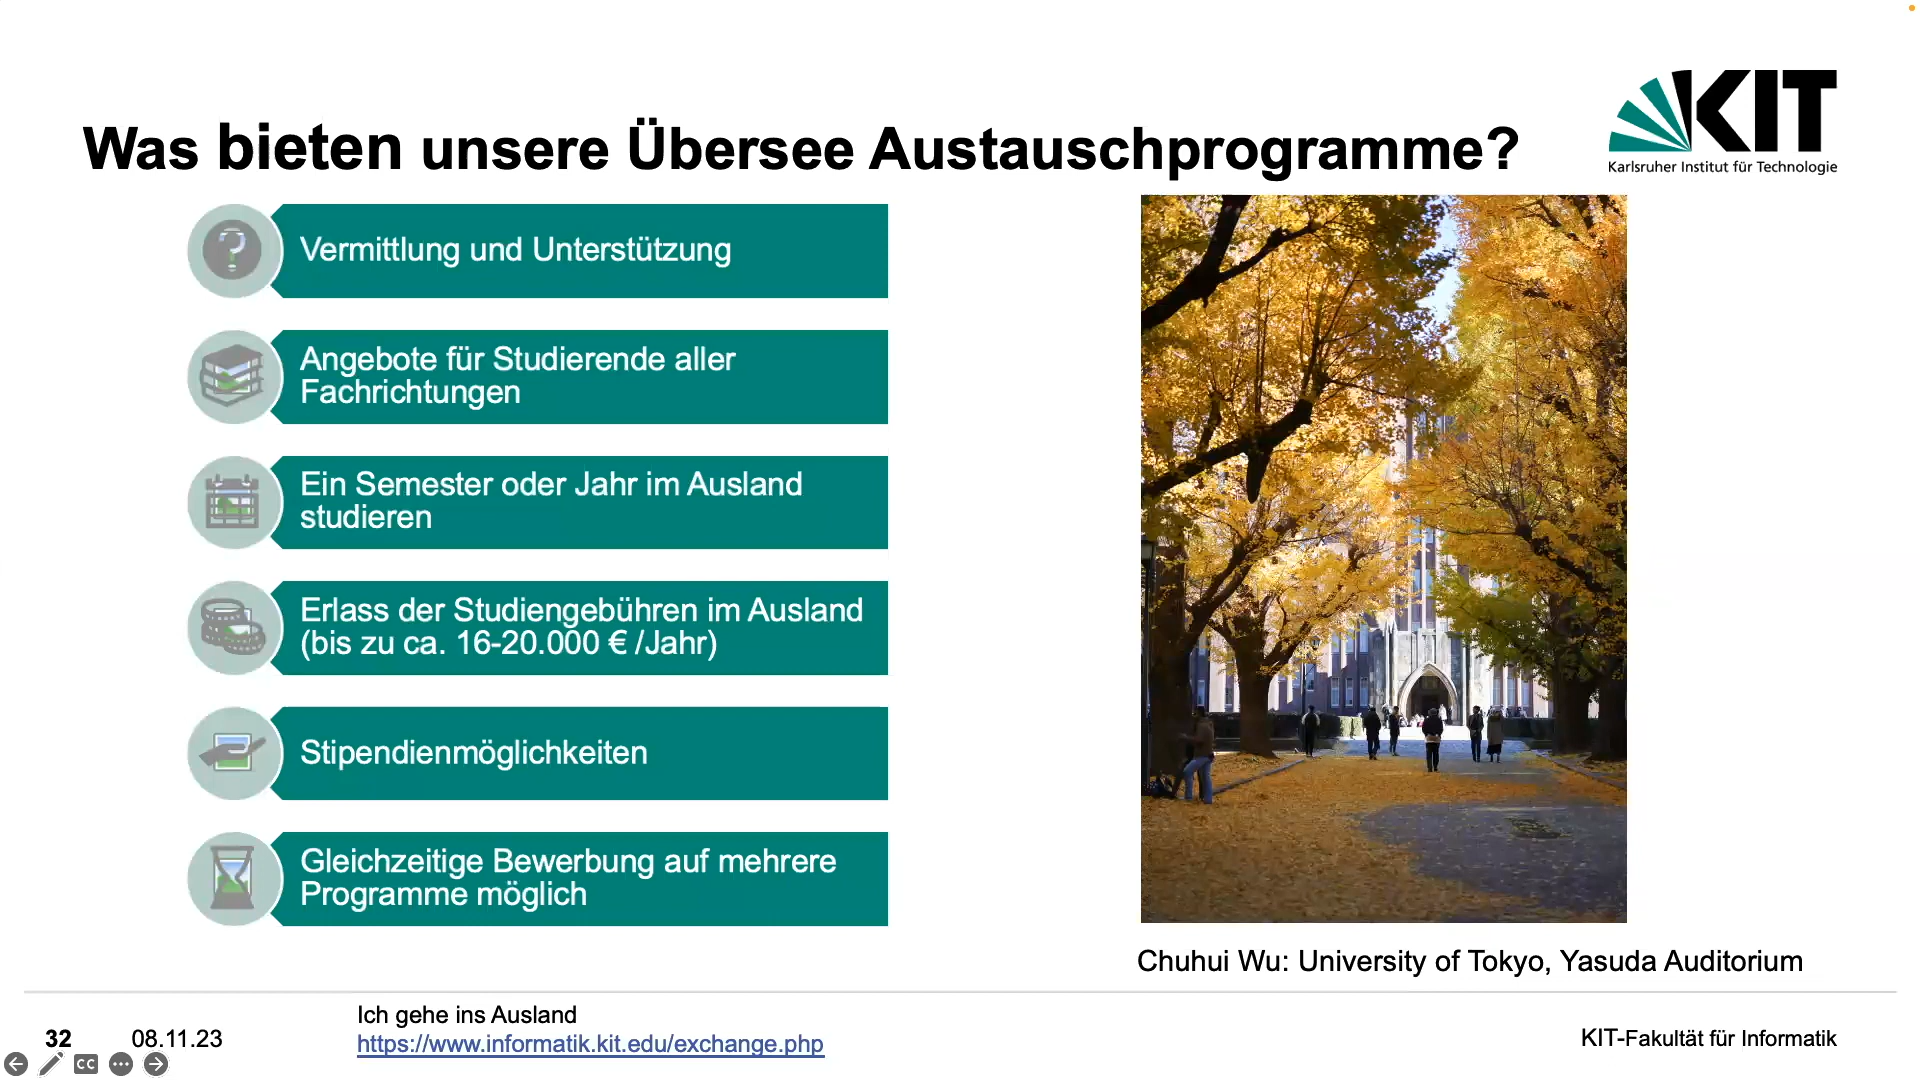 Was bieten unsere Übersee Austauschprogramme?
KIT
Karlsruher Institut für Technologie
?
Vermittlung und Unterstützung
Angebote für Studierende aller
Fachrichtungen
Ein Semester oder Jahr im Ausland
studieren
Erlass der Studiengebühren im Ausland
(bis zu ca. 16-20.000 € /Jahr)
Stipendienmöglichkeiten
Gleichzeitige Bewerbung auf mehrere
Programme möglich
Chuhui Wu: University of Tokyo, Yasuda Auditorium
32
08.11.23
Ich gehe ins Ausland
https://www.informatik.kit.edu/exchange.php
KIT-Fakultät für Informatik
CC